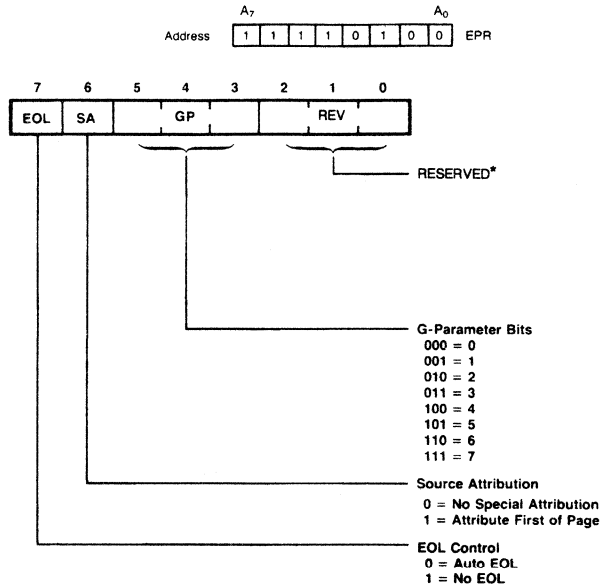 A7 A0
Address 1 1 1 1 0 1 0 0 EPR
7 6 5 4 3 2 1 0
EOL SA GP REV
RESERVED*
G-Parameter Bits
000 = 0
001 = 1
010 = 2
011 = 3
100 = 4
101 = 5
110 = 6
111 = 7
Source Attribution
0 = No Special Attribution
1 = Attribute First of Page
EOL Control
0 = Auto EOL
1 = No EOL